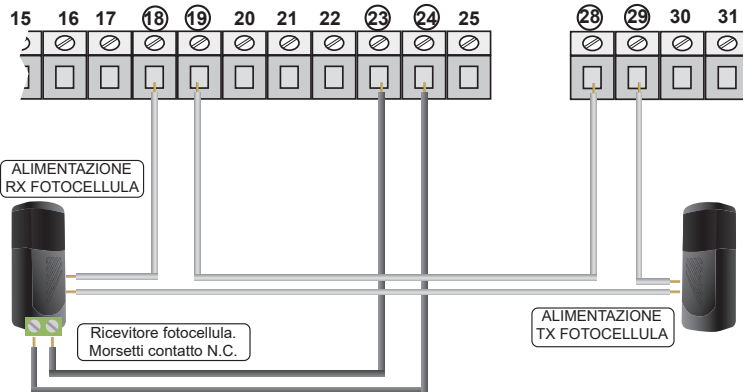 15 16 17 18 19 20 21 22 23 24 25 28 29 30 31
ALIMENTAZIONE
RX FOTOCELLULA
Ricevitore fotocellula.
Morsetti contatto N.C.
ALIMENTAZIONE
TX FOTOCELLULA